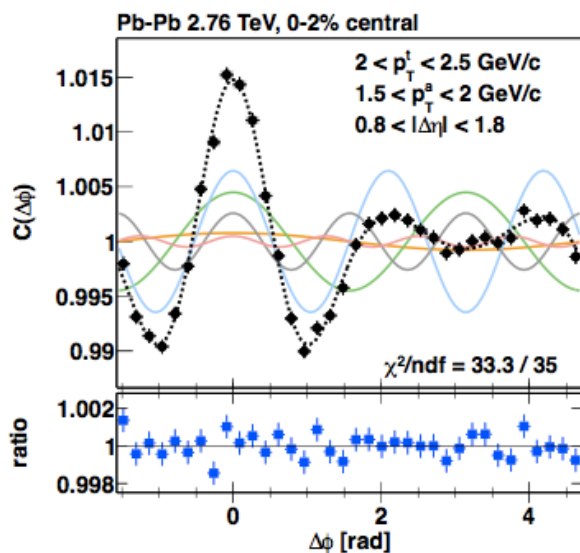 Pb-Pb 2.76 TeV, 0-2% central
2 < p_T^t < 2.5 GeV/c
1.5 < p_T^a < 2 GeV/c
0.8 < |Δη| < 1.8
C(Δϕ)
1.015
1.01
1.005
1
0.995
0.99
χ²/ndf = 33.3 / 35
ratio
1.002
1
0.998
0 2 4
Δϕ [rad]